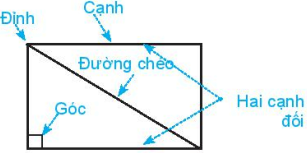 Đỉnh
Cạnh
Đường chéo
Góc
Hai cạnh
đối